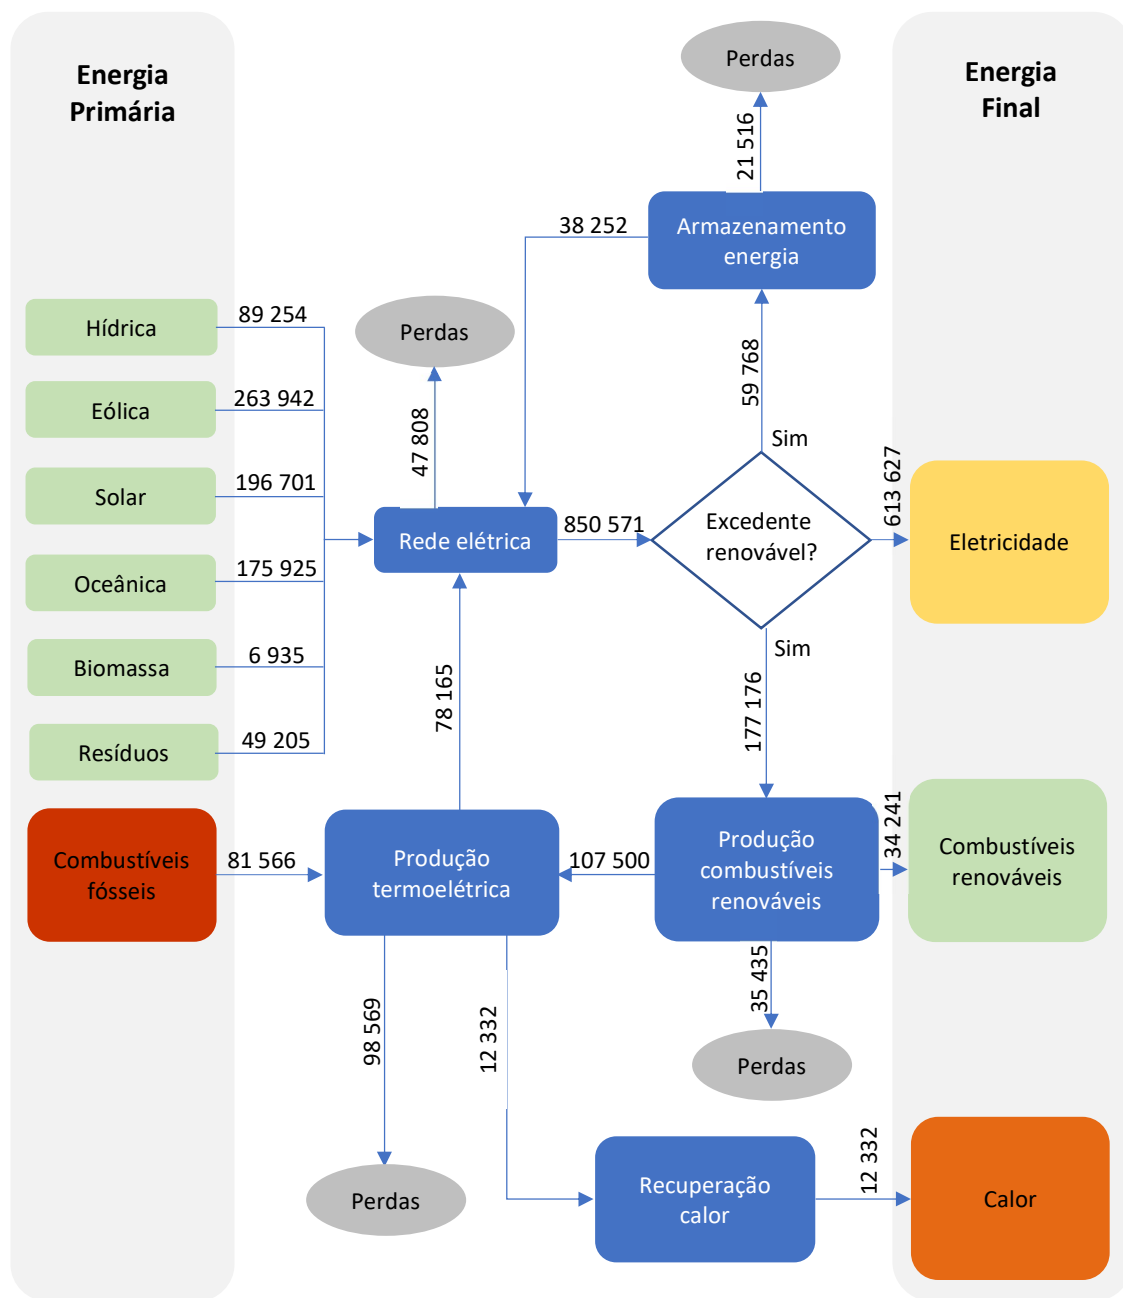 Energia
Primária
Perdas
Energia
Final
21 516
38 252
Armazenamento
energia
Hídrica
89 254
Perdas
59 768
Eólica
263 942
47 808
Sim
613 627
Solar
196 701
Rede elétrica
850 571
Excedente
renovável?
Eletricidade
Oceânica
175 925
Biomassa
6 935
78 165
Sim
177 176
Resíduos
49 205
Combustíveis
fósseis
81 566
Produção
termoelétrica
107 500
Produção
combustíveis
renováveis
34 241
Combustíveis
renováveis
98 569
12 332
35 435
Perdas
Perdas
Recuperação
calor
12 332
Calor